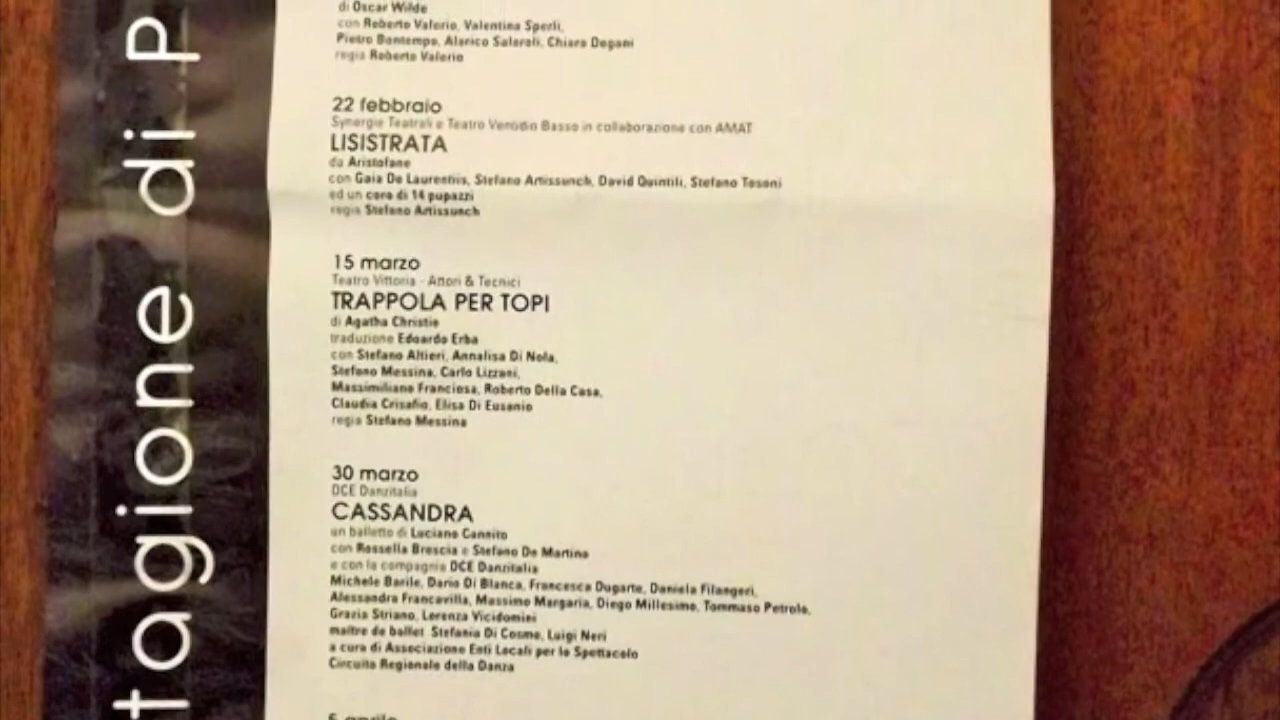 tagione di P
di Oscar Wilde
con Roberto Valerio, Valentina Sperli,
Pietro Bontempo, Alarico Salaroli, Chiara Degani
regia Roberto Valerio
22 febbraio
Synergie Teatrali e Teatro Ventidio Basso in collaborazione con AMAT
LISISTRATA
da Aristofane
con Gaia De Laurentiis, Stefano Artissunch, David Quintili, Stefano Tosoni
ed un coro di 14 pupazzi
regia Stefano Artissunch
15 marzo
Teatro Vittoria - Attori & Tecnici
TRAPPOLA PER TOPI
di Agatha Christie
traduzione Edoardo Erba
con Stefano Altieri, Annalisa Di Nola,
Stefano Messina, Carlo Lizzani,
Massimiliano Franciosa, Roberto Della Casa,
Claudia Crisafio, Elisa Di Eusanio
regia Stefano Messina
30 marzo
DCE Danzitalia
CASSANDRA
un balletto di Luciano Cannito
con Rossella Brescia e Stefano De Martino
e con la compagnia DCE Danzitalia
Michele Barile, Dario Di Blanca, Francesca Dugarte, Daniela Filangeri,
Alessandra Francavilla, Massimo Margaria, Diego Millesimo, Tommaso Petrolo,
Grazia Striano, Lorenza Vicidomini
maître de ballet Stefania Di Cosmo, Luigi Neri
a cura di Associazione Enti Locali per lo Spettacolo
Circuito Regionale della Danza